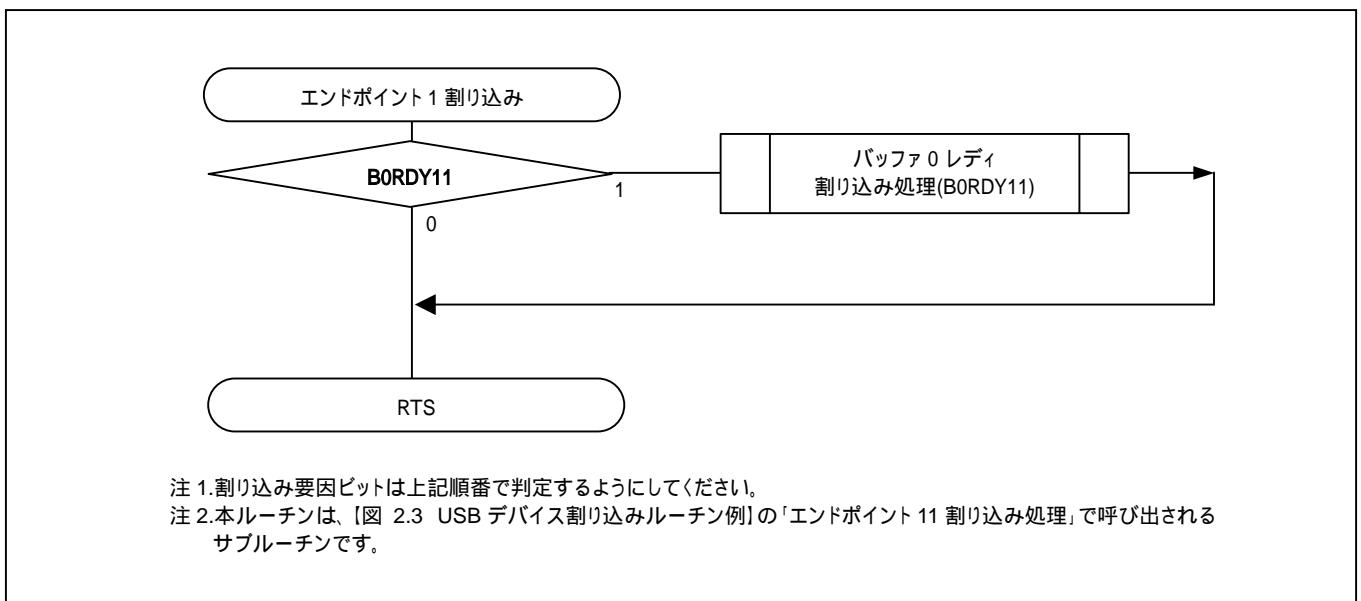 エンドポイント 1 割り込み
B0RDY11
1
バッファ 0 レディ
割り込み処理(B0RDY11)
0
RTS
注 1.割り込み要因ビットは上記順番で判定するようにしてください。
注 2.本ルーチンは、【図 2.3 USB デバイス割り込みルーチン例】の「エンドポイント 11 割り込み処理」で呼び出される
サブルーチンです。